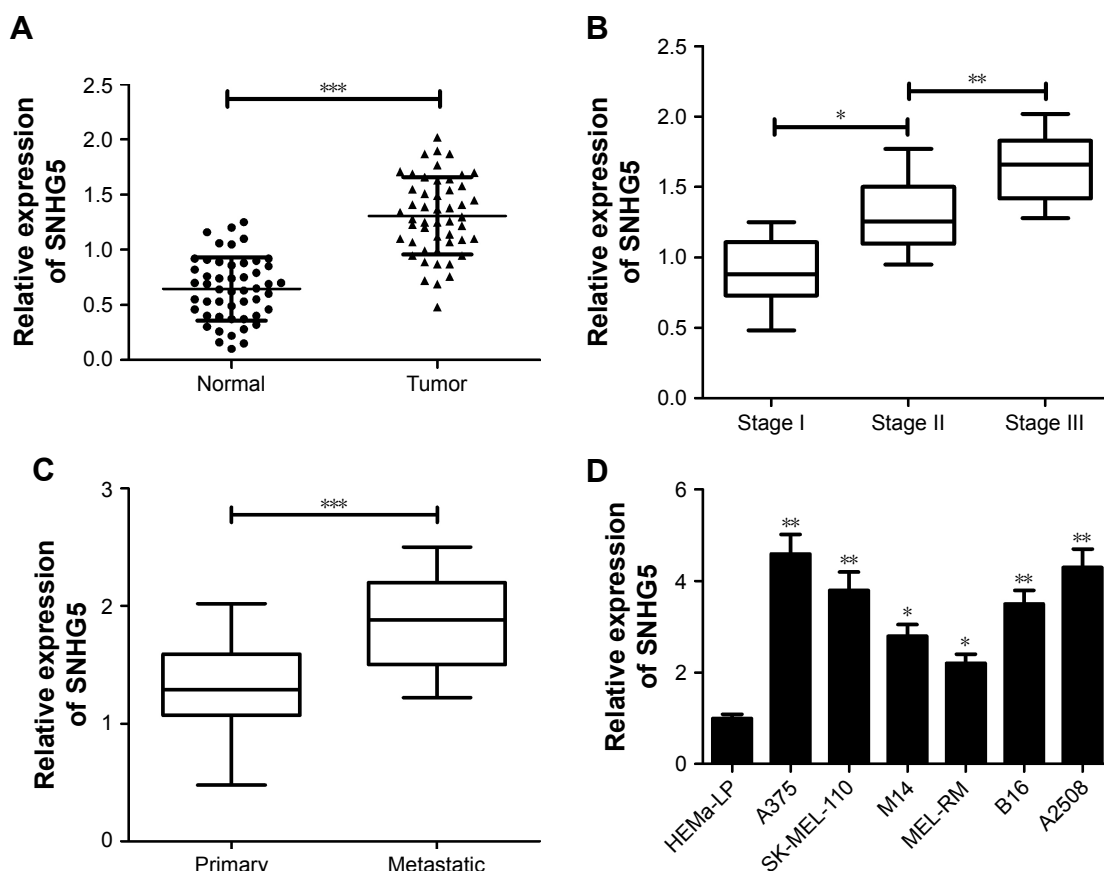 A
Relative expression
of SNHG5
2.5
2.0
1.5
1.0
0.5
0.0
***
Normal
Tumor
B
Relative expression
of SNHG5
2.5
2.0
1.5
1.0
0.5
0.0
*
**
Stage I
Stage II
Stage III
C
Relative expression
of SNHG5
3
2
1
0
***
Primary
Metastatic
D
Relative expression
of SNHG5
6
4
2
0
**
**
*
*
**
**
HEMa-LP
A375
SK-MEL-110
M14
MEL-RM
B16
A2508